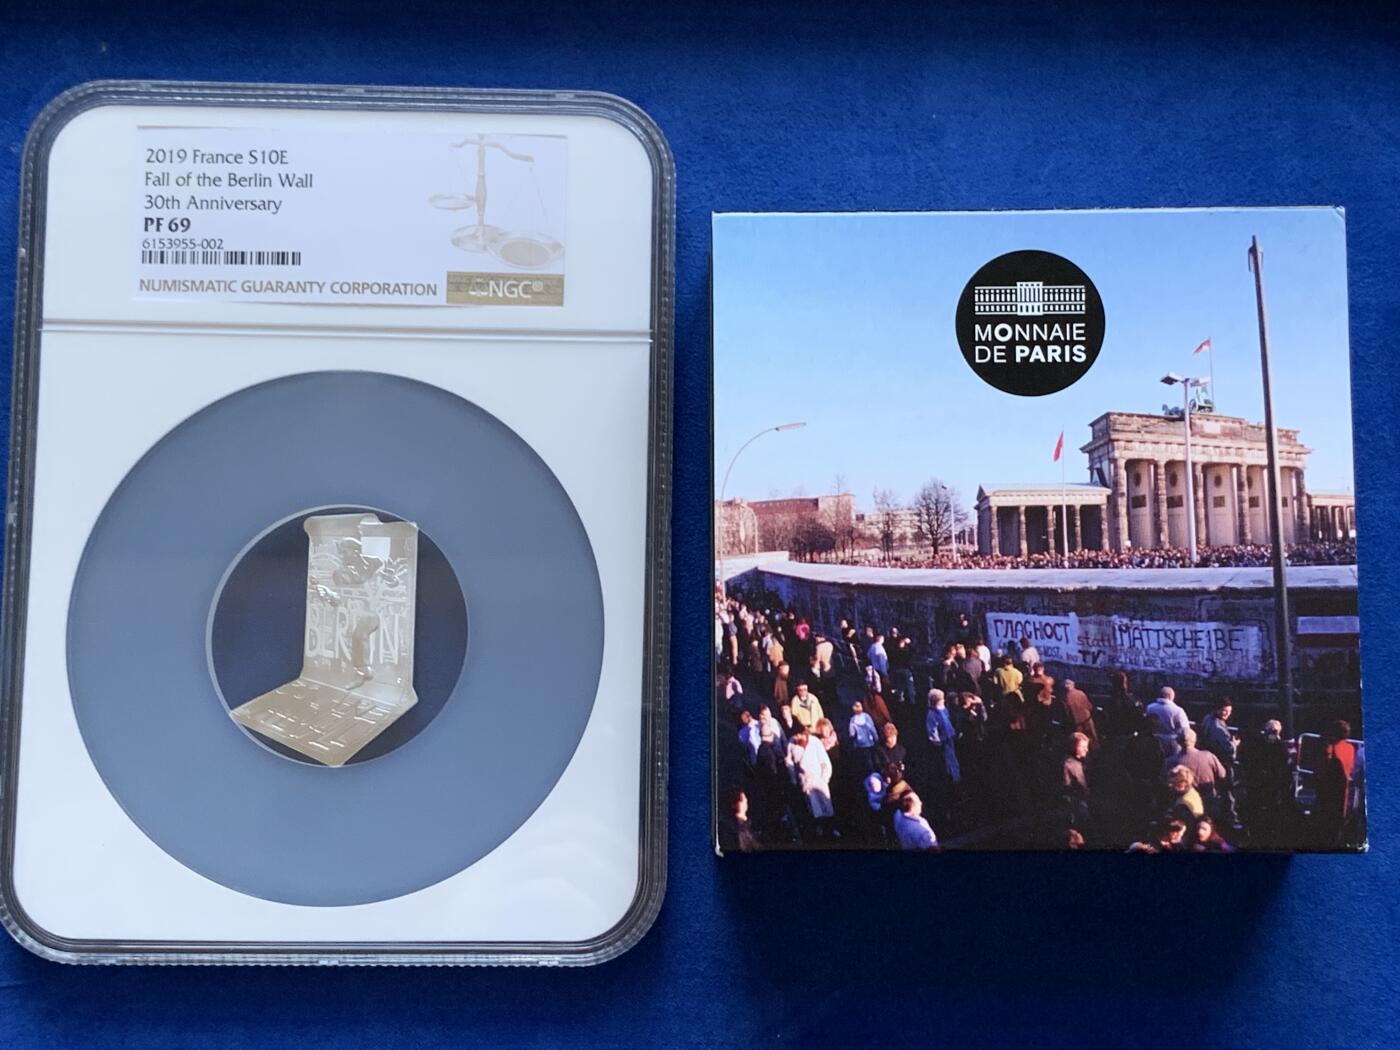 2019 France S10E
Fall of the Berlin Wall
30th Anniversary
PF 69
6153955-002
NUMISMATIC GUARANTY CORPORATION
NGC®
BERLIN
MONNAIE
DE PARIS
ГЛАСНОСТ statt MATTSCHEIBE
TV